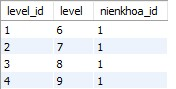 level_id level nienkhoa_id
1 6 1
2 7 1
3 8 1
4 9 1